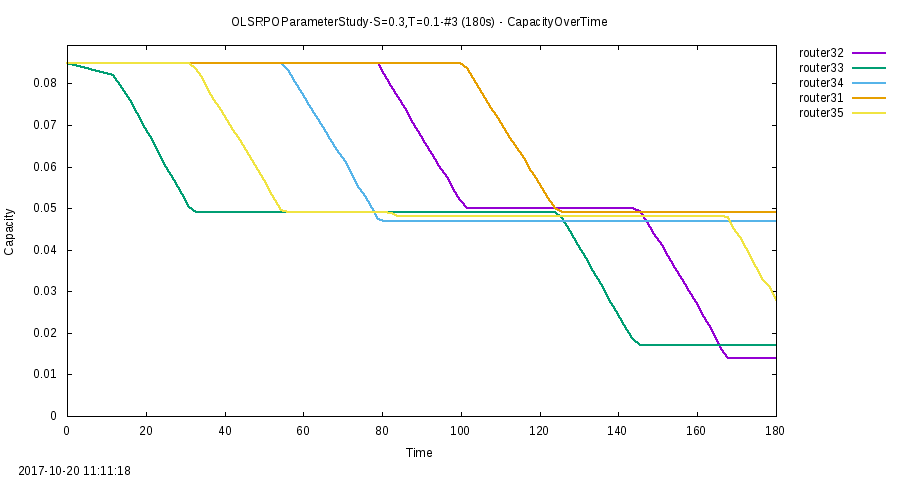 OLSRPOParameterStudy-S=0.3,T=0.1-#3 (180s) - CapacityOverTime
router32
router33
router34
router31
router35
0.08
0.07
0.06
0.05
0.04
0.03
0.02
0.01
0
Capacity
0 20 40 60 80 100 120 140 160 180
Time
2017-10-20 11:11:18